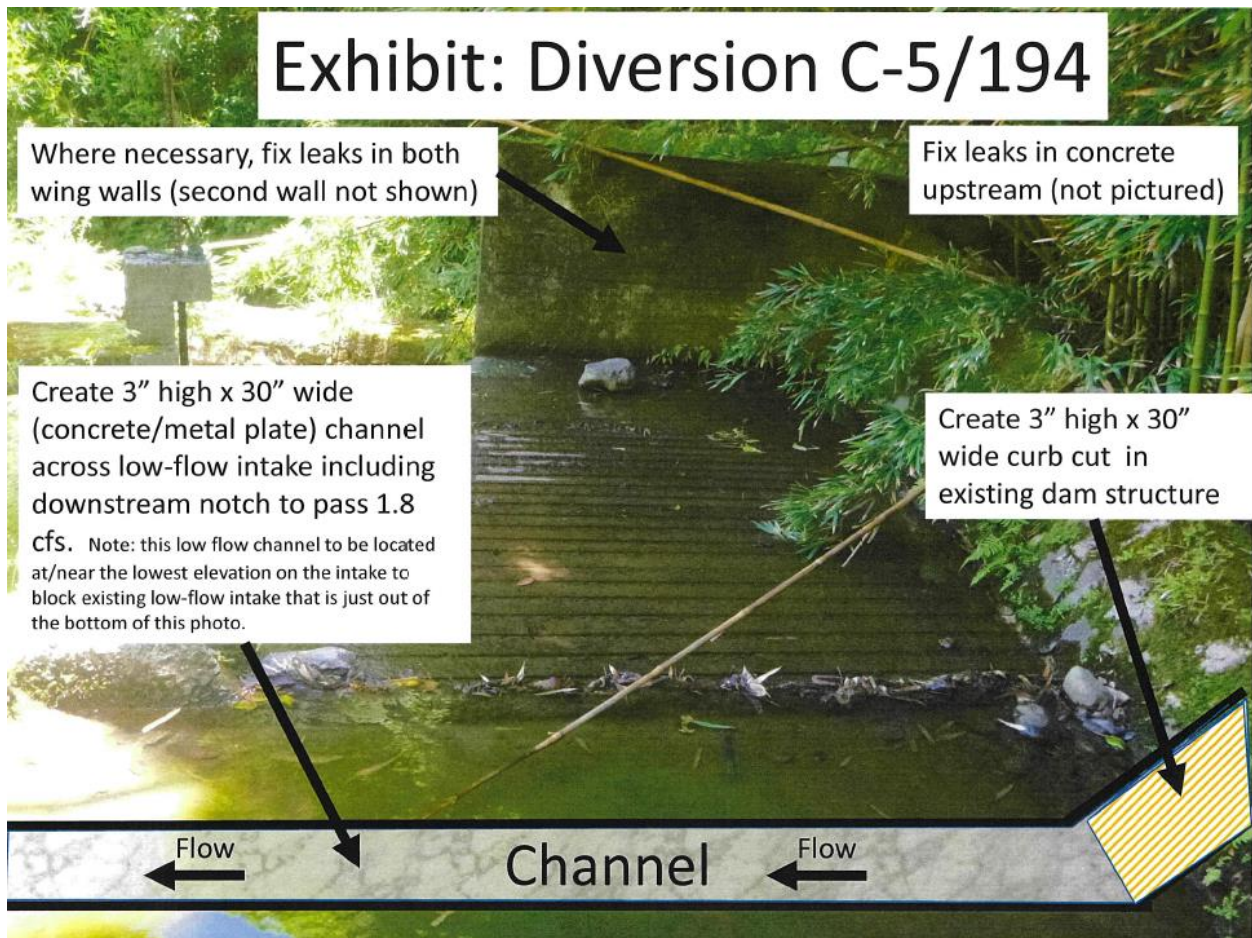 Exhibit: Diversion C-5/194
Where necessary, fix leaks in both
wing walls (second wall not shown)
Fix leaks in concrete
upstream (not pictured)
Create 3” high x 30” wide
(concrete/metal plate) channel
across low-flow intake including
downstream notch to pass 1.8
cfs. Note: this low flow channel to be located
at/near the lowest elevation on the intake to
block existing low-flow intake that is just out of
the bottom of this photo.
Create 3” high x 30”
wide curb cut in
existing dam structure
Flow
Channel
Flow